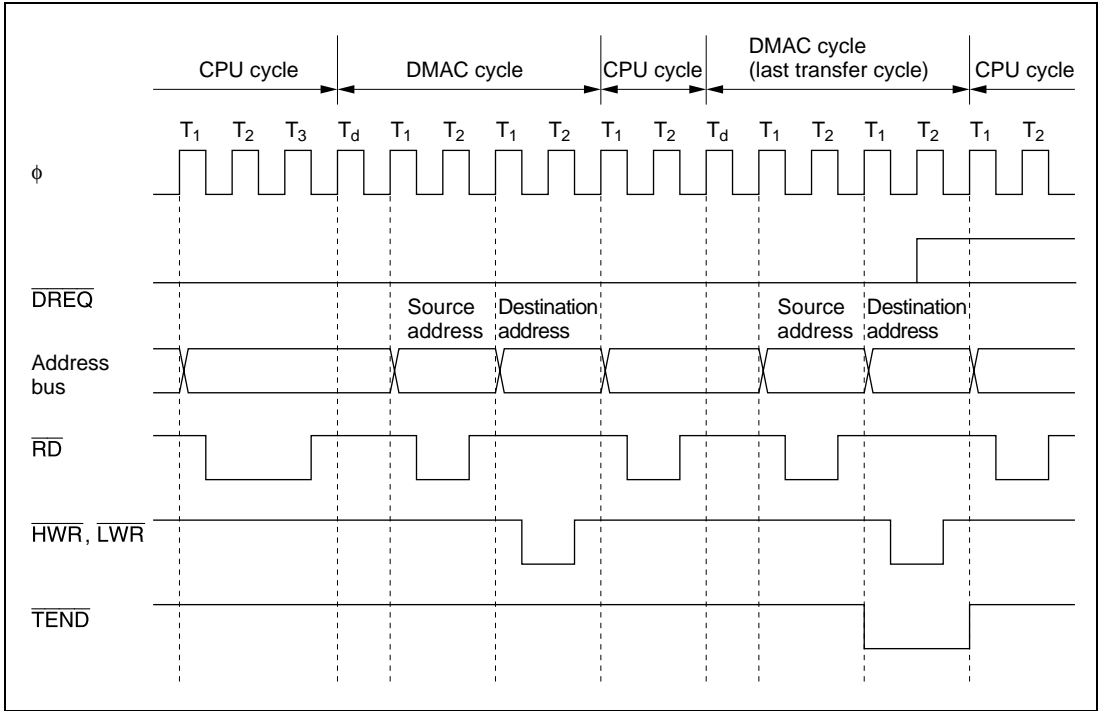 CPU cycle DMAC cycle CPU cycle DMAC cycle (last transfer cycle) CPU cycle
T1 T2 T3 Td T1 T2 T1 T2 T1 T2 Td T1 T2 T1 T2 T1 T2
ϕ
DREQ
Source address Destination address Source address Destination address
Address bus
RD
HWR, LWR
TEND